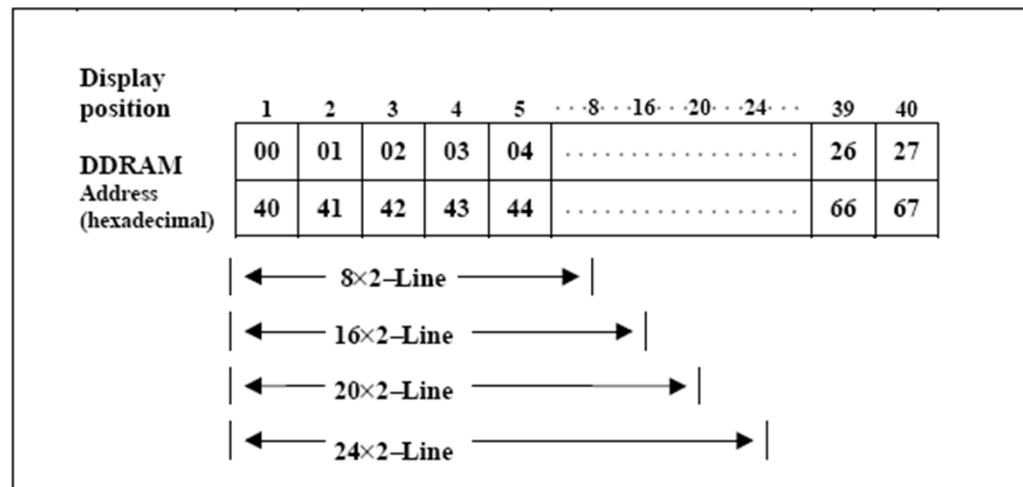 Display
position 1 2 3 4 5 ···8···16···20···24··· 39 40
DDRAM 00 01 02 03 04 .................. 26 27
Address
(hexadecimal) 40 41 42 43 44 .................. 66 67
8×2–Line
16×2–Line
20×2–Line
24×2–Line